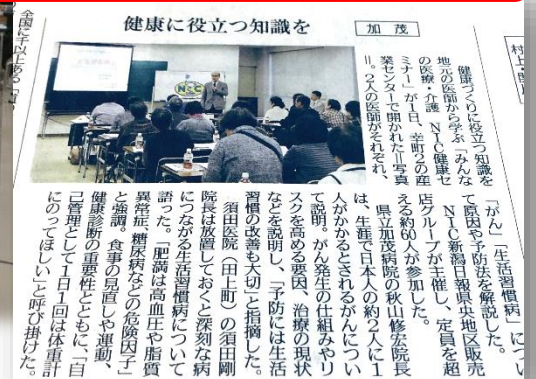 健康に役立つ知識を
加茂
健康づくりに役立つ知識を
地元の医師から学ぶ「みんな
の医療・介護　NIC健康セ
ミナー」が1日、幸町2の産
業センターで開かれた＝写真
＝。2人の医師がそれぞれ、
「がん」「生活習慣病」につい
て原因や予防法を解説した。
NIC新潟日報県央地区販売
店グループが主催し、定員を超
える約60人が参加した。
県立加茂病院の秋山修宏院長
は、生涯で日本人の約2人に1
人がかかるとされるがんについ
て説明。がん発生の仕組みやリ
スクを高める要因、治療の現状
などを説明し、「予防には生活
習慣の改善も大切」と指摘した。
須田医院（田上町）の須田剛
院長は放置しておくと深刻な病
につながる生活習慣病について
語った。「肥満は高血圧や脂質
異常症、糖尿病などの危険因子」
と強調。食事の見直しや運動、
健康診断の重要性とともに、「自
己管理として1日1回は体重計
にのってほしい」と呼び掛けた。
全国に千以上ある
NIC